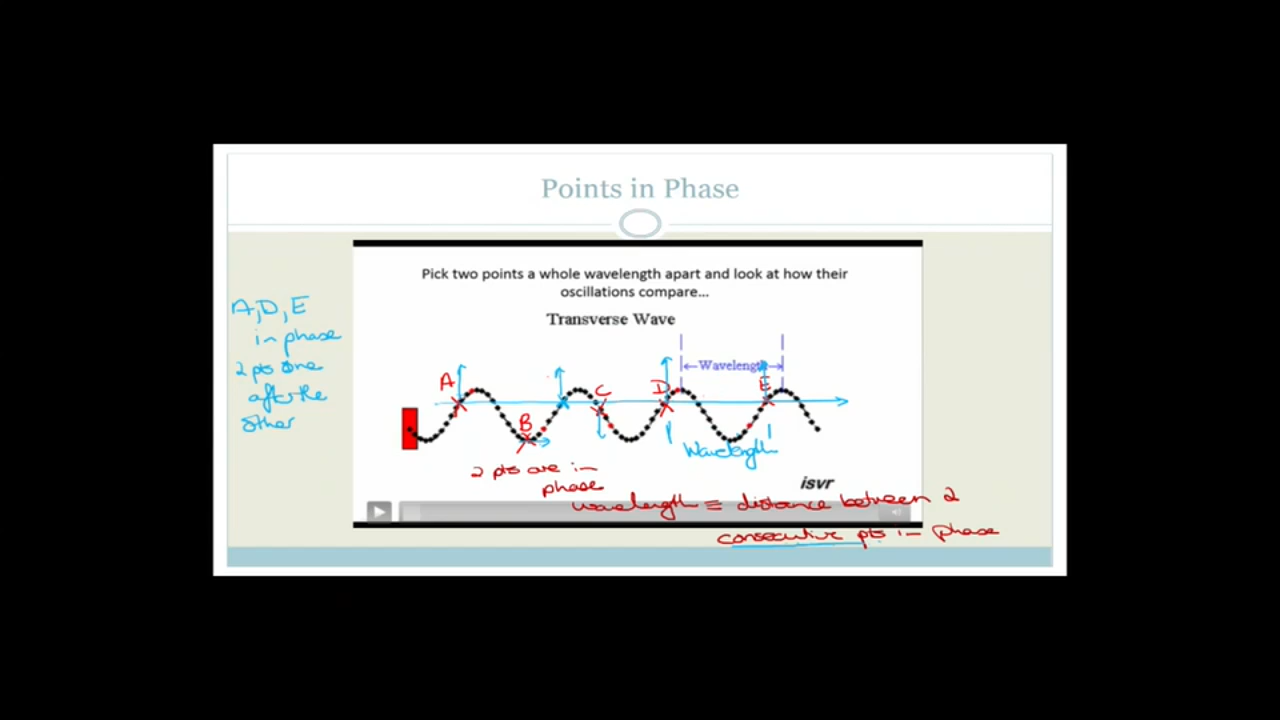 Points in Phase
Pick two points a whole wavelength apart and look at how their
oscillations compare...
Transverse Wave
Wavelength
A
B
C
D
E
A, D, E
in phase
2 pts one
after the
other
Wavelength
2 pts are in
phase
isvr
wavelength ≡ distance between 2
consecutive pts in phase